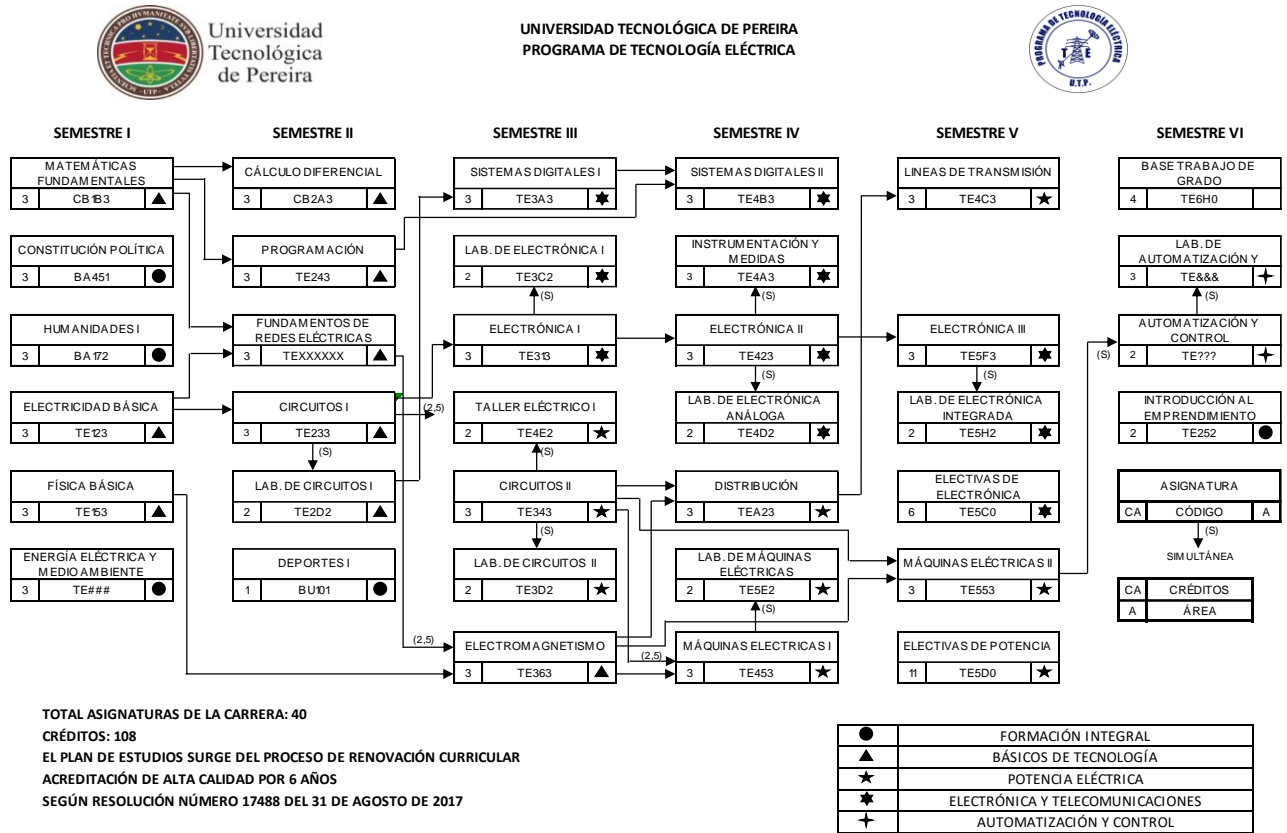 Universidad
Tecnológica
de Pereira
UNIVERSIDAD TECNOLÓGICA DE PEREIRA
PROGRAMA DE TECNOLOGÍA ELÉCTRICA
PROGRAMA DE TECNOLOGÍA ELÉCTRICA
T E
U.T.P.
SEMESTRE I
SEMESTRE II
SEMESTRE III
SEMESTRE IV
SEMESTRE V
SEMESTRE VI
MATEMÁTICAS
FUNDAMENTALES
3 CB1B3
CÁLCULO DIFERENCIAL
3 CB2A3
SISTEMAS DIGITALES I
3 TE3A3
SISTEMAS DIGITALES II
3 TE4B3
LINEAS DE TRANSMISIÓN
3 TE4C3
BASE TRABAJO DE
GRADO
4 TE6H0
CONSTITUCIÓN POLÍTICA
3 BA451
PROGRAMACIÓN
3 TE243
LAB. DE ELECTRÓNICA I
2 TE3C2
(S)
INSTRUMENTACIÓN Y
MEDIDAS
3 TE4A3
(S)
LAB. DE
AUTOMATIZACIÓN Y
3 TE&&&
(S)
HUMANIDADES I
3 BA172
FUNDAMENTOS DE
REDES ELÉCTRICAS
3 TEXXXXXX
ELECTRÓNICA I
3 TE313
ELECTRÓNICA II
3 TE423
(S)
ELECTRÓNICA III
3 TE5F3
(S)
AUTOMATIZACIÓN Y
CONTROL
(S) 2 TE???
ELECTRICIDAD BÁSICA
3 TE123
CIRCUITOS I
3 TE233
(S)
(2,5)
TALLER ELÉCTRICO I
2 TE4E2
(S)
LAB. DE ELECTRÓNICA
ANÁLOGA
2 TE4D2
LAB. DE ELECTRÓNICA
INTEGRADA
2 TE5H2
INTRODUCCIÓN AL
EMPRENDIMIENTO
2 TE252
FÍSICA BÁSICA
3 TE153
LAB. DE CIRCUITOS I
2 TE2D2
CIRCUITOS II
3 TE343
(S)
DISTRIBUCIÓN
3 TEA23
ELECTIVAS DE
ELECTRÓNICA
6 TE5C0
ASIGNATURA
CA CÓDIGO A
(S)
SIMULTÁNEA
ENERGÍA ELÉCTRICA Y
MEDIO AMBIENTE
3 TE###
DEPORTES I
1 BU101
LAB. DE CIRCUITOS II
2 TE3D2
LAB. DE MÁQUINAS
ELÉCTRICAS
2 TE5E2
(S)
MÁQUINAS ELÉCTRICAS II
3 TE553
CA CRÉDITOS
A ÁREA
(2,5)
ELECTROMAGNETISMO
3 TE363
(2,5)
MÁQUINAS ELECTRICAS I
3 TE453
ELECTIVAS DE POTENCIA
11 TE5D0
TOTAL ASIGNATURAS DE LA CARRERA: 40
CRÉDITOS: 108
EL PLAN DE ESTUDIOS SURGE DEL PROCESO DE RENOVACIÓN CURRICULAR
ACREDITACIÓN DE ALTA CALIDAD POR 6 AÑOS
SEGÚN RESOLUCIÓN NÚMERO 17488 DEL 31 DE AGOSTO DE 2017
FORMACIÓN INTEGRAL
BÁSICOS DE TECNOLOGÍA
POTENCIA ELÉCTRICA
ELECTRÓNICA Y TELECOMUNICACIONES
AUTOMATIZACIÓN Y CONTROL